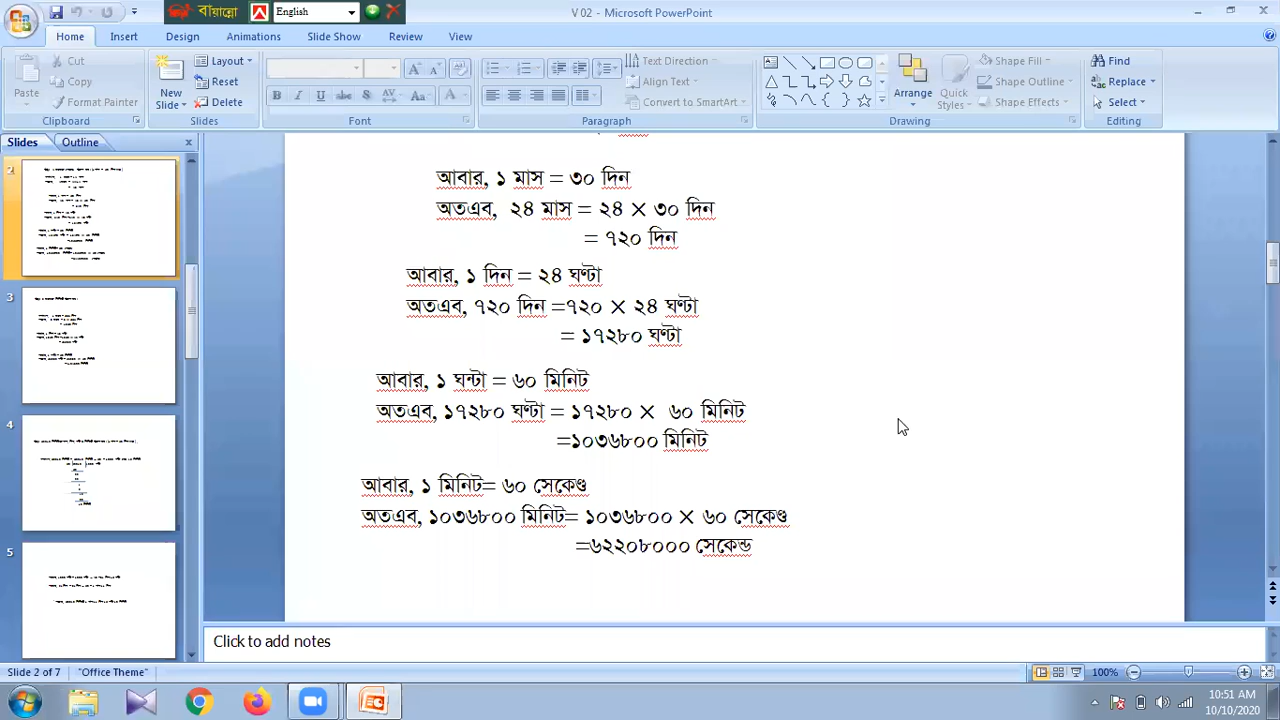 V 02 - Microsoft PowerPoint
বাঁয়ান্নো
English
Home Insert Design Animations Slide Show Review View
Paste
Cut
Copy
Format Painter
Clipboard
New Slide
Layout
Reset
Delete
Slides
Font
Paragraph
Text Direction
Align Text
Convert to SmartArt
Arrange
Quick Styles
Shape Fill
Shape Outline
Shape Effects
Drawing
Find
Replace
Select
Editing
Slides Outline
2
3
4
5
আবার, ১ মাস = ৩০ দিন
অতএব, ২৪ মাস = ২৪ × ৩০ দিন
= ৭২০ দিন
আবার, ১ দিন = ২৪ ঘণ্টা
অতএব, ৭২০ দিন =৭২০ × ২৪ ঘণ্টা
= ১৭২৮০ ঘণ্টা
আবার, ১ ঘন্টা = ৬০ মিনিট
অতএব, ১৭২৮০ ঘণ্টা = ১৭২৮০ × ৬০ মিনিট
=১০৩৬৮০০ মিনিট
আবার, ১ মিনিট= ৬০ সেকেণ্ড
অতএব, ১০৩৬৮০০ মিনিট= ১০৩৬৮০০ × ৬০ সেকেণ্ড
=৬২২০৮০০০ সেকেন্ড
Click to add notes
Slide 2 of 7
"Office Theme"
100%
10:51 AM
10/10/2020